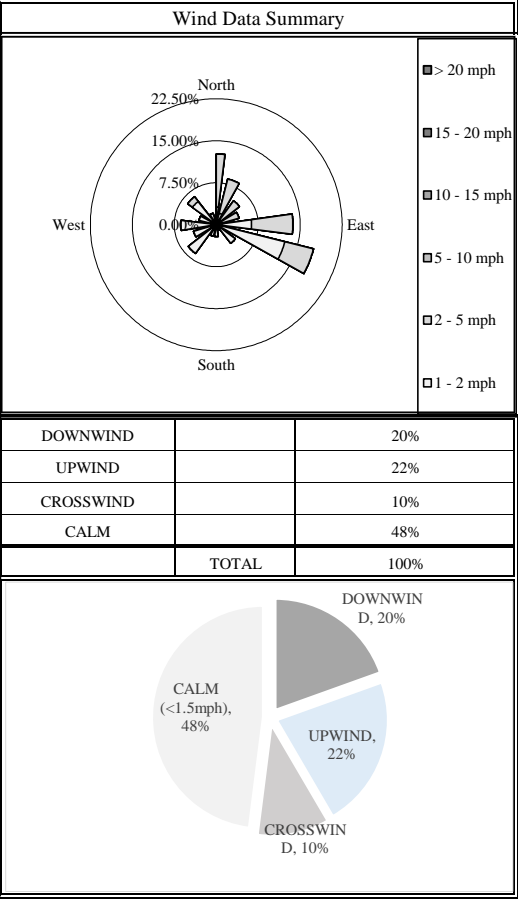 Wind Data Summary
North
22.50%
15.00%
7.50%
0.00%
West
East
South
> 20 mph
15 - 20 mph
10 - 15 mph
5 - 10 mph
2 - 5 mph
1 - 2 mph
DOWNWIND 20%
UPWIND 22%
CROSSWIND 10%
CALM 48%
TOTAL 100%
DOWNWIN
D, 20%
CALM
(<1.5mph),
48%
UPWIND,
22%
CROSSWIN
D, 10%